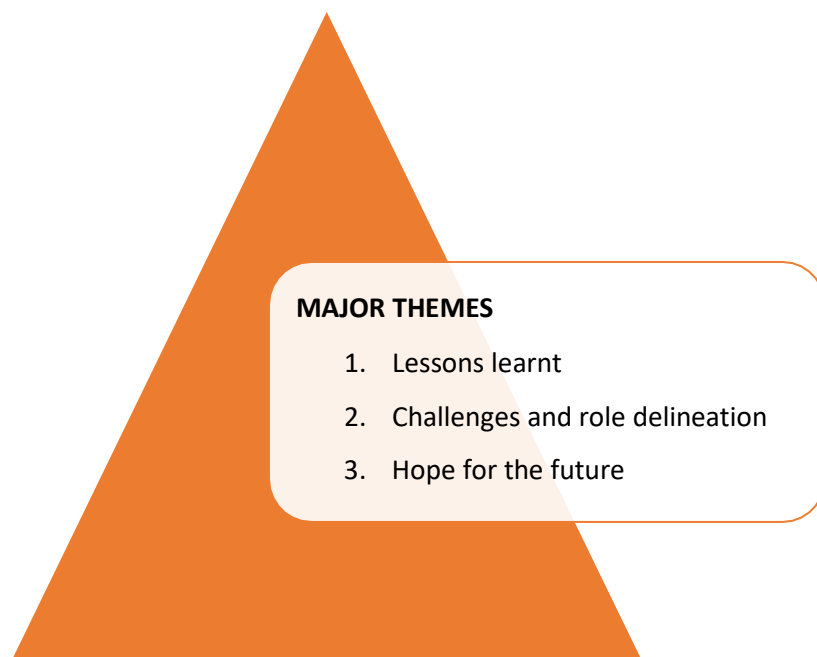 MAJOR THEMES
1. Lessons learnt
2. Challenges and role delineation
3. Hope for the future